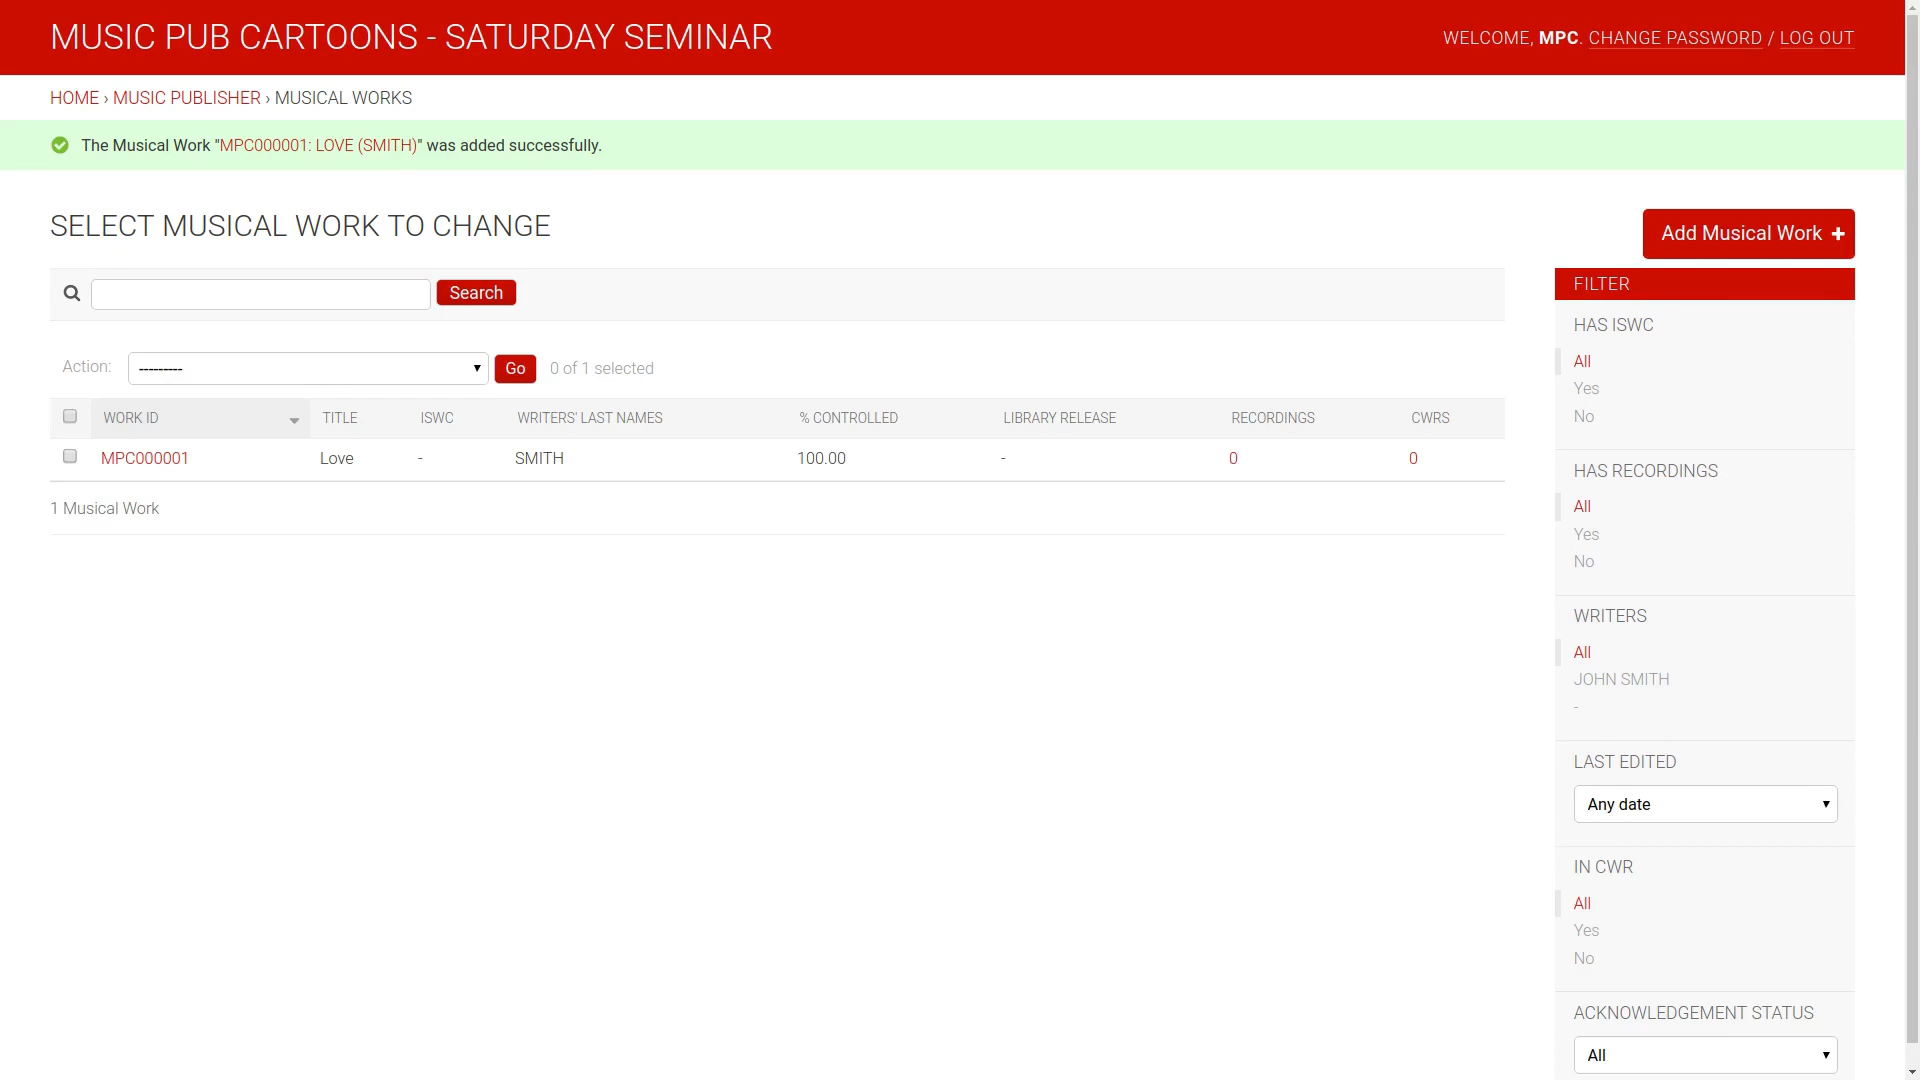 MUSIC PUB CARTOONS - SATURDAY SEMINAR
WELCOME, MPC. CHANGE PASSWORD / LOG OUT
HOME › MUSIC PUBLISHER › MUSICAL WORKS
The Musical Work "MPC000001: LOVE (SMITH)" was added successfully.
SELECT MUSICAL WORK TO CHANGE
Add Musical Work +
Search
Action: --------- Go 0 of 1 selected
WORK ID TITLE ISWC WRITERS' LAST NAMES % CONTROLLED LIBRARY RELEASE RECORDINGS CWRS
MPC000001 Love - SMITH 100.00 - 0 0
1 Musical Work
FILTER
HAS ISWC
All
Yes
No
HAS RECORDINGS
All
Yes
No
WRITERS
All
JOHN SMITH
-
LAST EDITED
Any date
IN CWR
All
Yes
No
ACKNOWLEDGEMENT STATUS
All